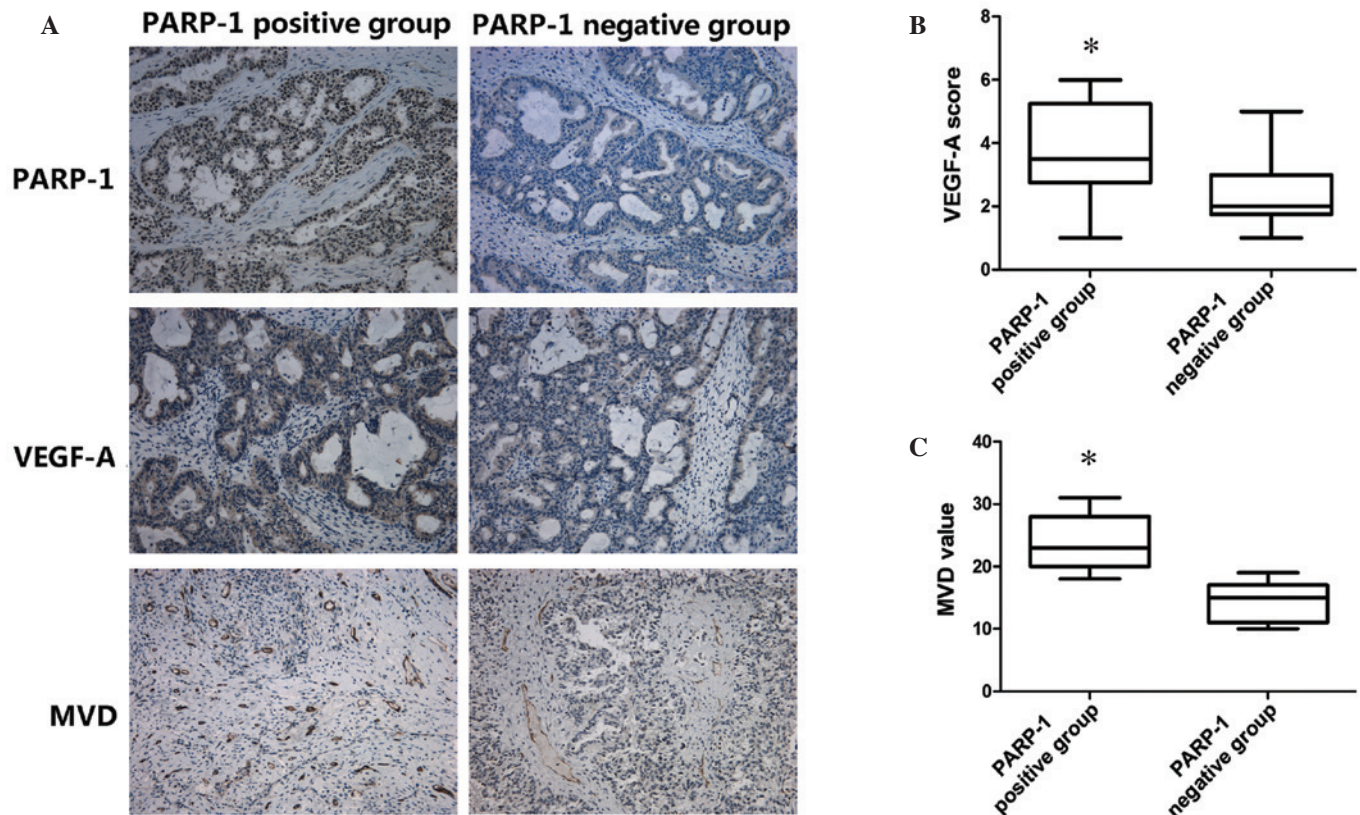 A
PARP-1 positive group
PARP-1 negative group
PARP-1
VEGF-A
MVD
B
VEGF-A score
8
6
4
2
0
*
PARP-1
positive group
PARP-1
negative group
C
MVD value
40
30
20
10
0
*
PARP-1
positive group
PARP-1
negative group